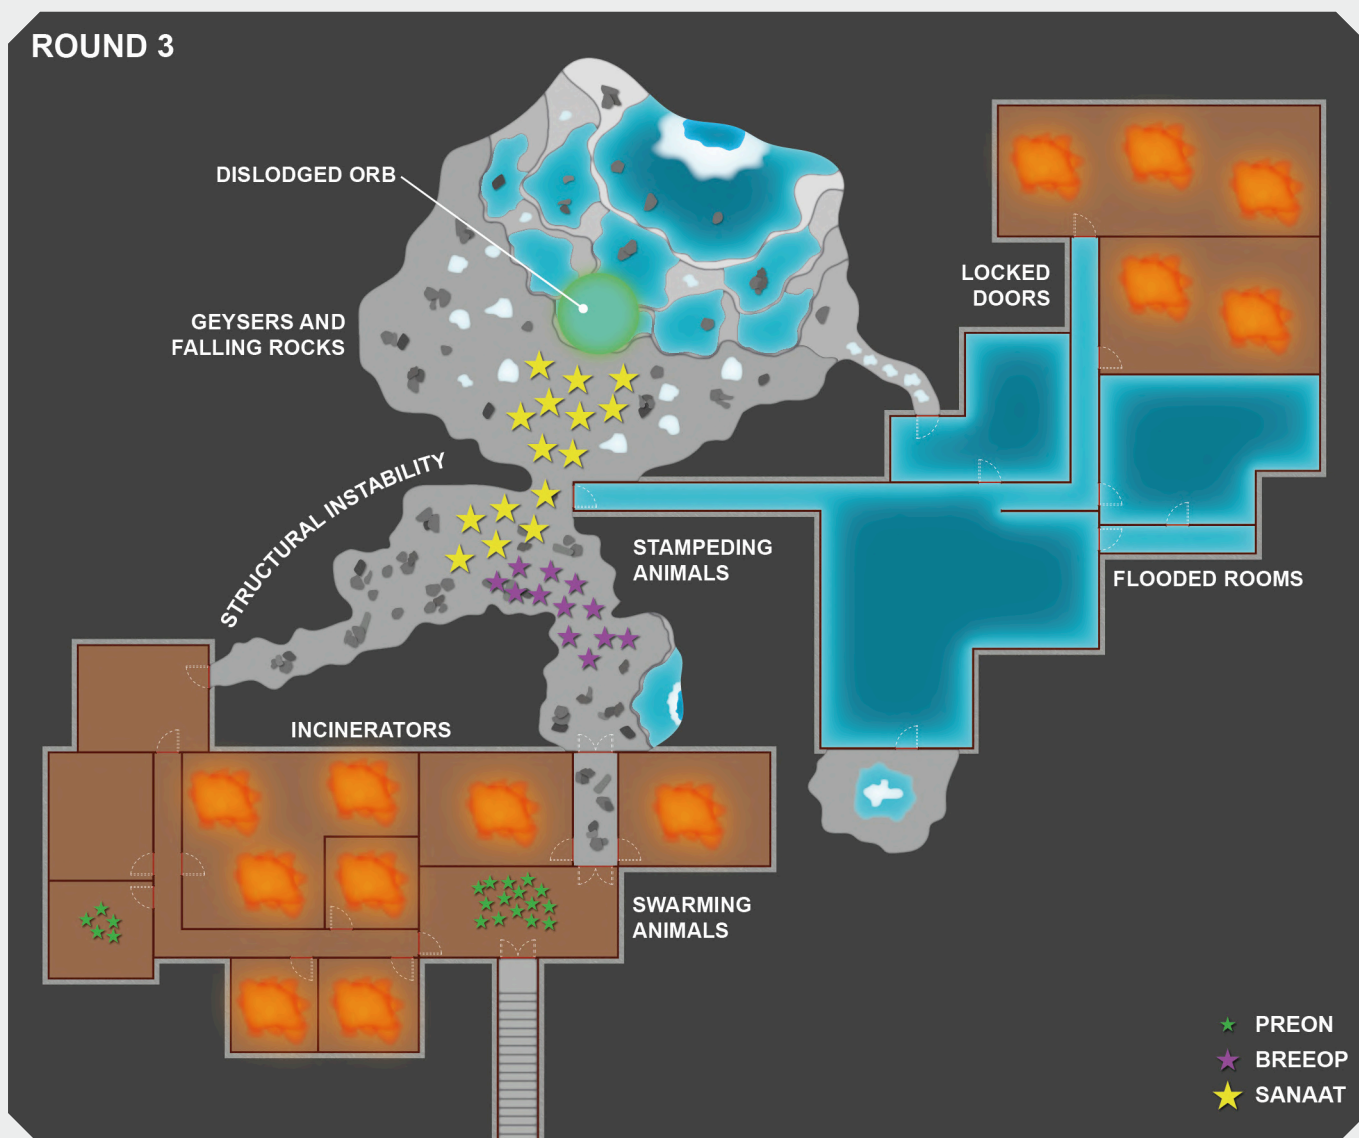 ROUND 3
DISLODGED ORB
GEYSERS AND
FALLING ROCKS
LOCKED
DOORS
STRUCTURAL INSTABILITY
STAMPEDING
ANIMALS
FLOODED ROOMS
INCINERATORS
SWARMING
ANIMALS
PREON
BREEOP
SANAAT